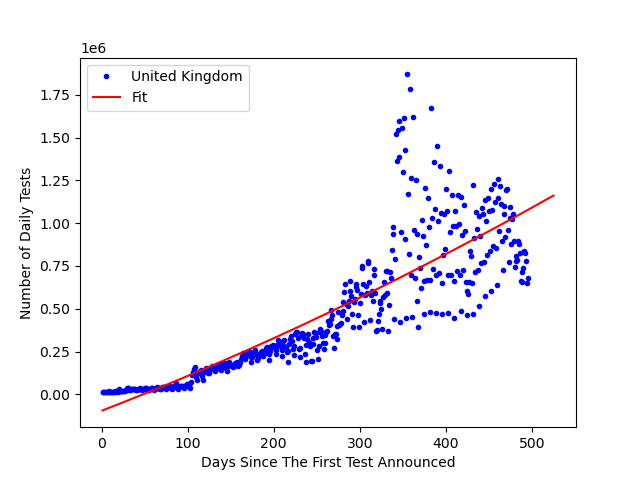 1e6
United Kingdom
Fit
1.75
1.50
1.25
1.00
0.75
0.50
0.25
0.00
Number of Daily Tests
0 100 200 300 400 500
Days Since The First Test Announced